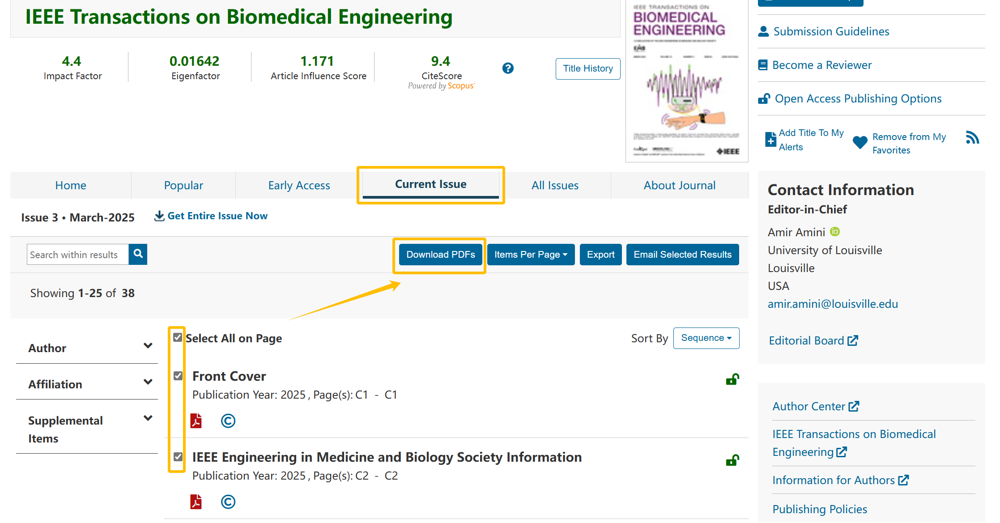 IEEE Transactions on Biomedical Engineering
4.4
Impact Factor
0.01642
Eigenfactor
1.171
Article Influence Score
9.4
CiteScore
Powered by Scopus
?
Title History
IEEE TRANSACTIONS ON
BIOMEDICAL
ENGINEERING
IEEE
Submission Guidelines
Become a Reviewer
Open Access Publishing Options
Add Title To My
Alerts
Remove from My
Favorites
Home
Popular
Early Access
Current Issue
All Issues
About Journal
Issue 3 • March-2025
Get Entire Issue Now
Search within results
Download PDFs
Items Per Page
Export
Email Selected Results
Showing 1-25 of 38
Author
Affiliation
Supplemental
Items
Select All on Page
Sort By
Sequence
Front Cover
Publication Year: 2025 , Page(s): C1 - C1
©
IEEE Engineering in Medicine and Biology Society Information
Publication Year: 2025 , Page(s): C2 - C2
©
Contact Information
Editor-in-Chief
Amir Amini iD
University of Louisville
Louisville
USA
amir.amini@louisville.edu
Editorial Board
Author Center
IEEE Transactions on Biomedical
Engineering
Information for Authors
Publishing Policies